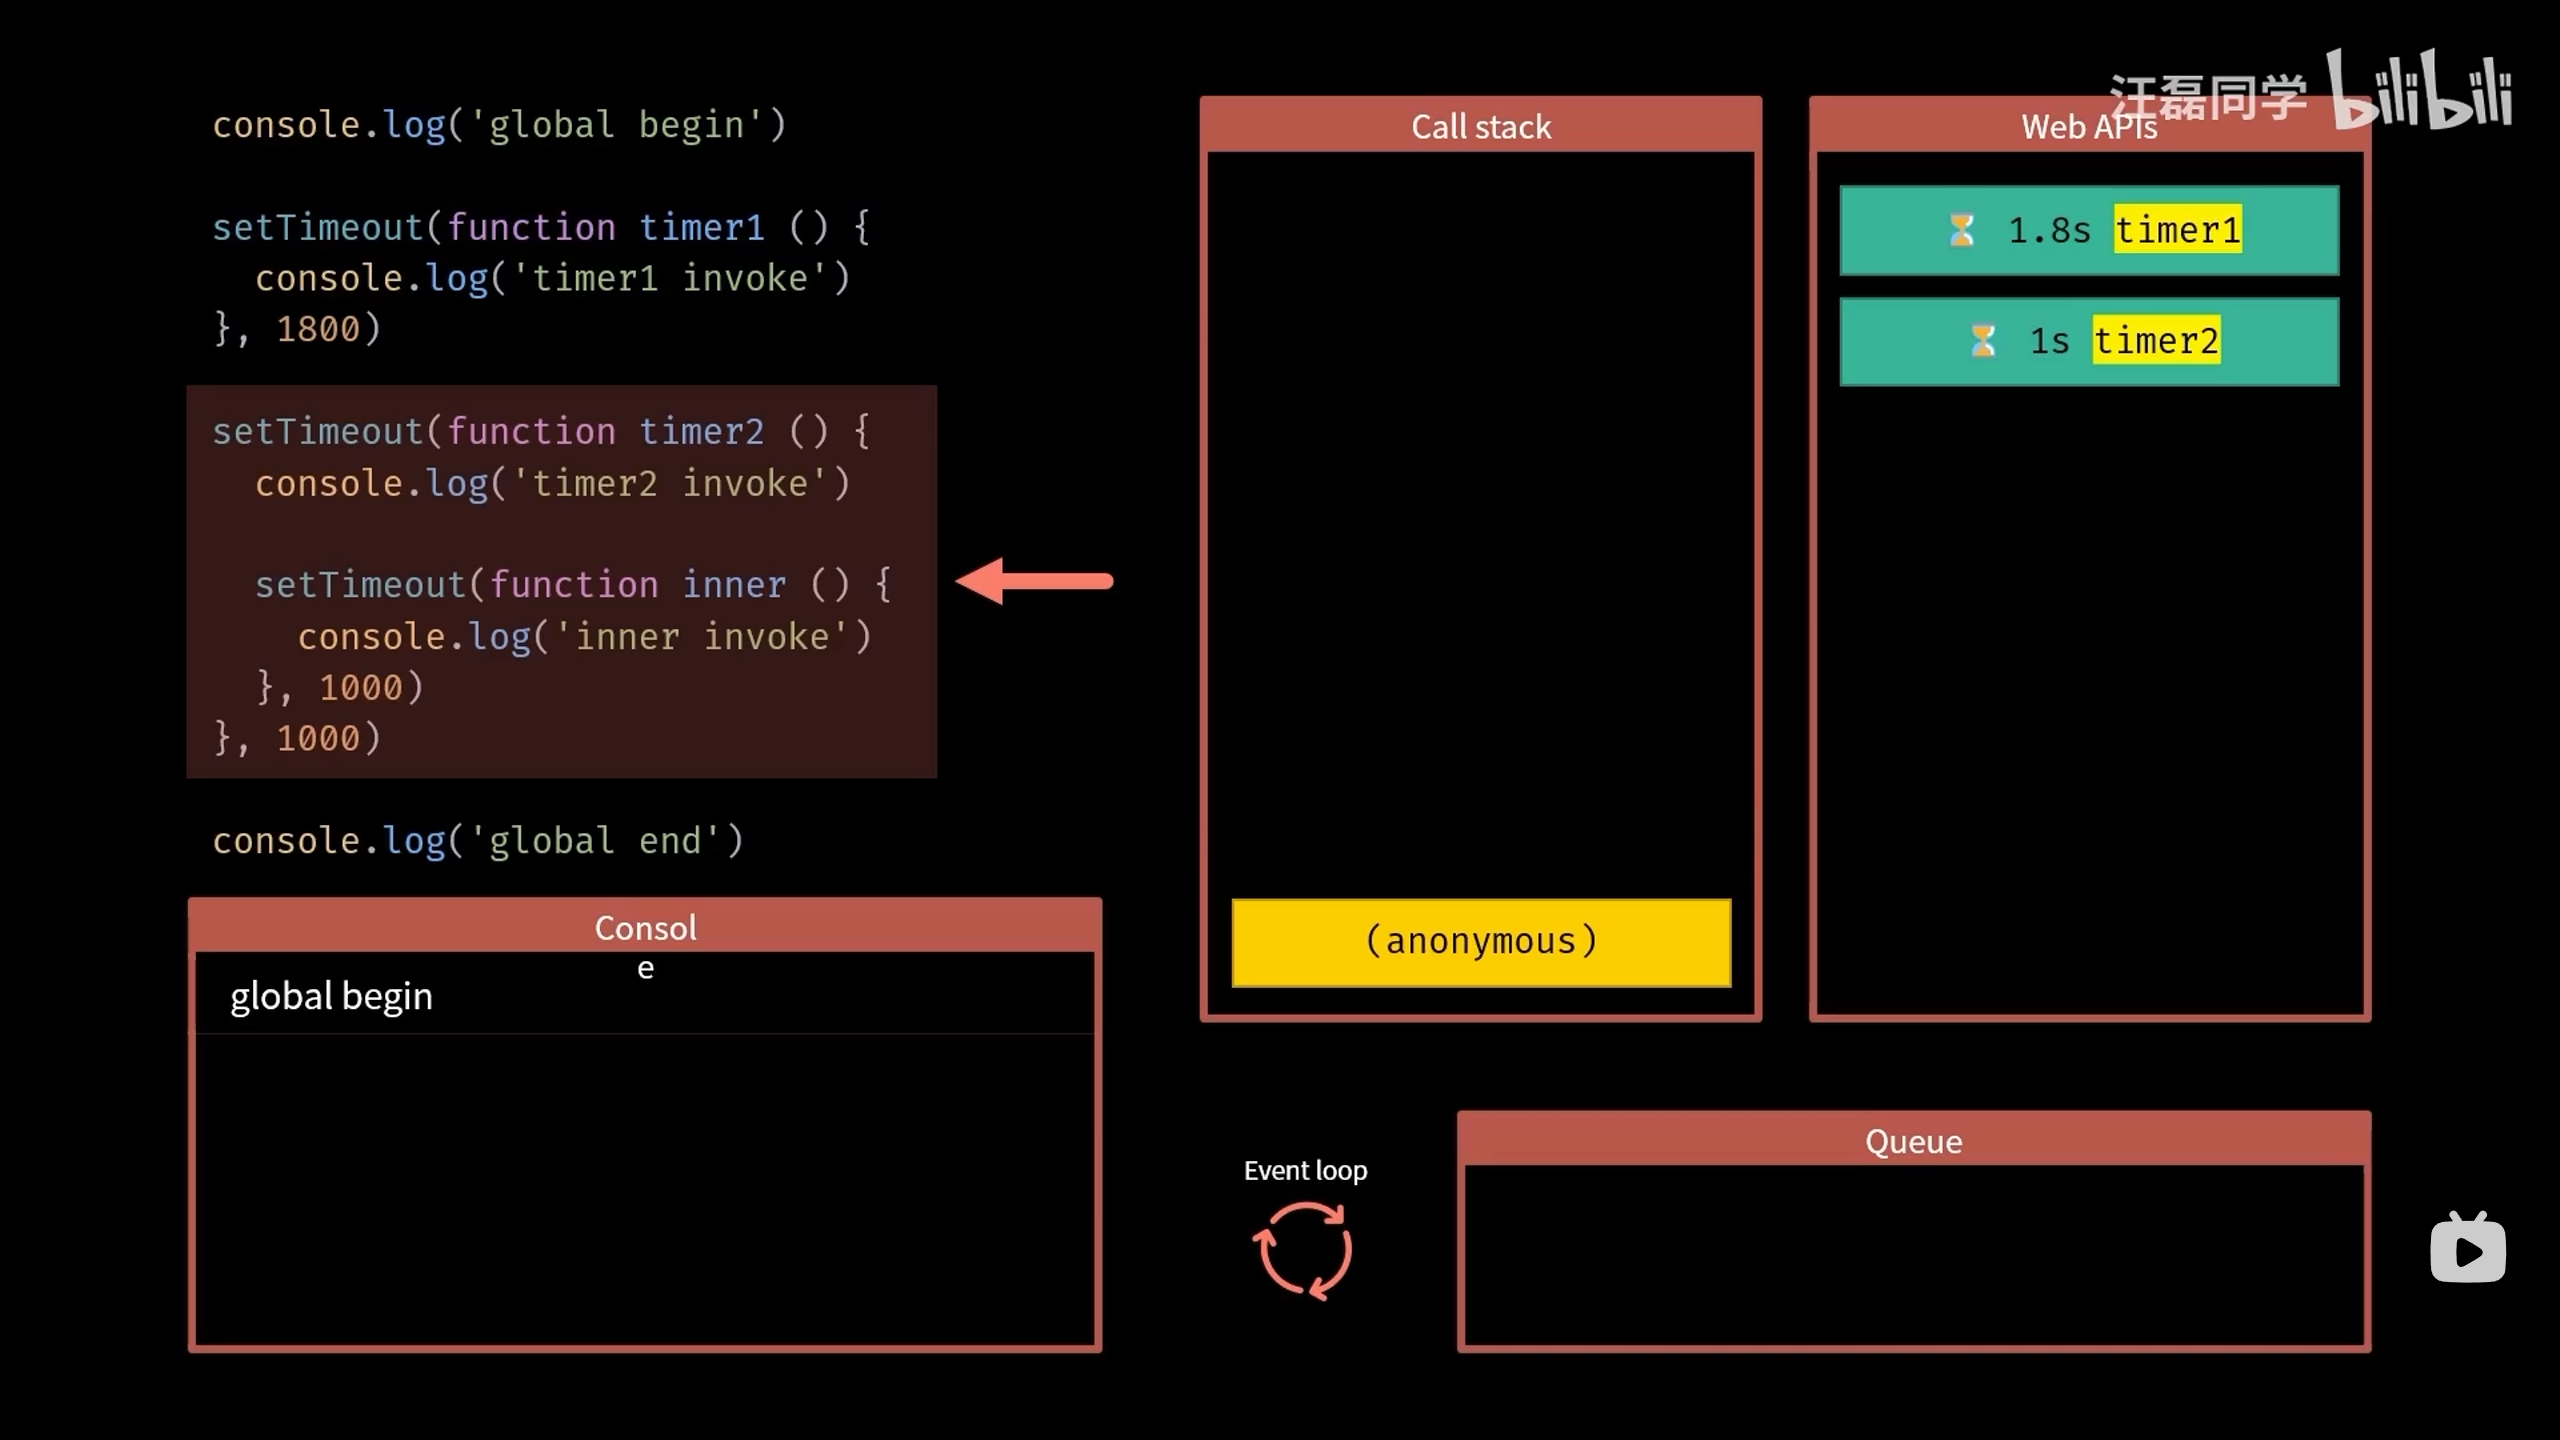 汪磊同学 bilibili
console.log('global begin')
setTimeout(function timer1 () {
console.log('timer1 invoke')
}, 1800)
setTimeout(function timer2 () {
console.log('timer2 invoke')
setTimeout(function inner () {
console.log('inner invoke')
}, 1000)
}, 1000)
console.log('global end')
Consol
e
global begin
Call stack
(anonymous)
Web APIs
1.8s timer1
1s timer2
Event loop
Queue